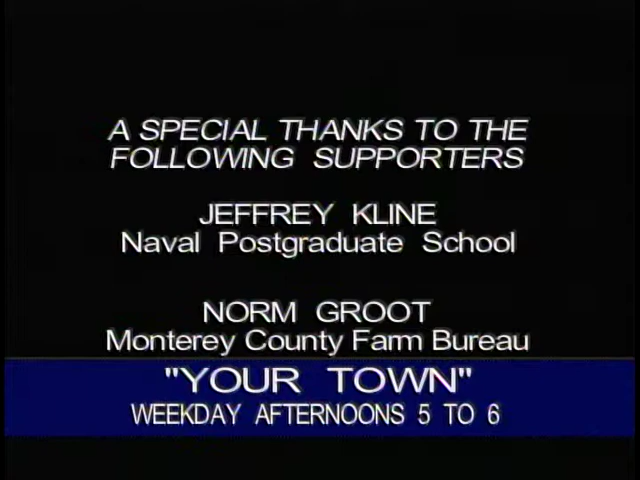 A SPECIAL THANKS TO THE
FOLLOWING SUPPORTERS
JEFFREY KLINE
Naval Postgraduate School
NORM GROOT
Monterey County Farm Bureau
"YOUR TOWN"
WEEKDAY AFTERNOONS 5 TO 6